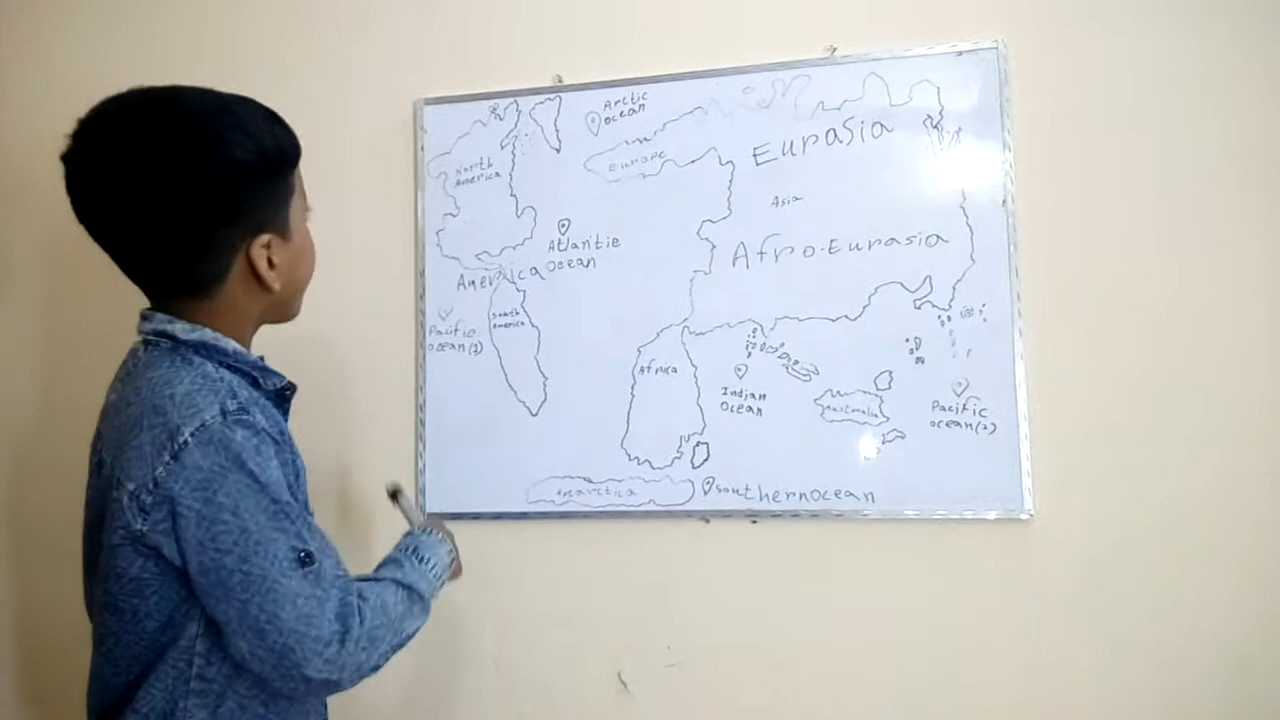 Arctic
ocean
North
America
Europe
Eurasia
Asia
Atlantic
ocean
Afro-Eurasia
America
South
America
Pacific
ocean(1)
Africa
Indian
Ocean
Australia
Pacific
ocean(2)
Antarctica
southernocean